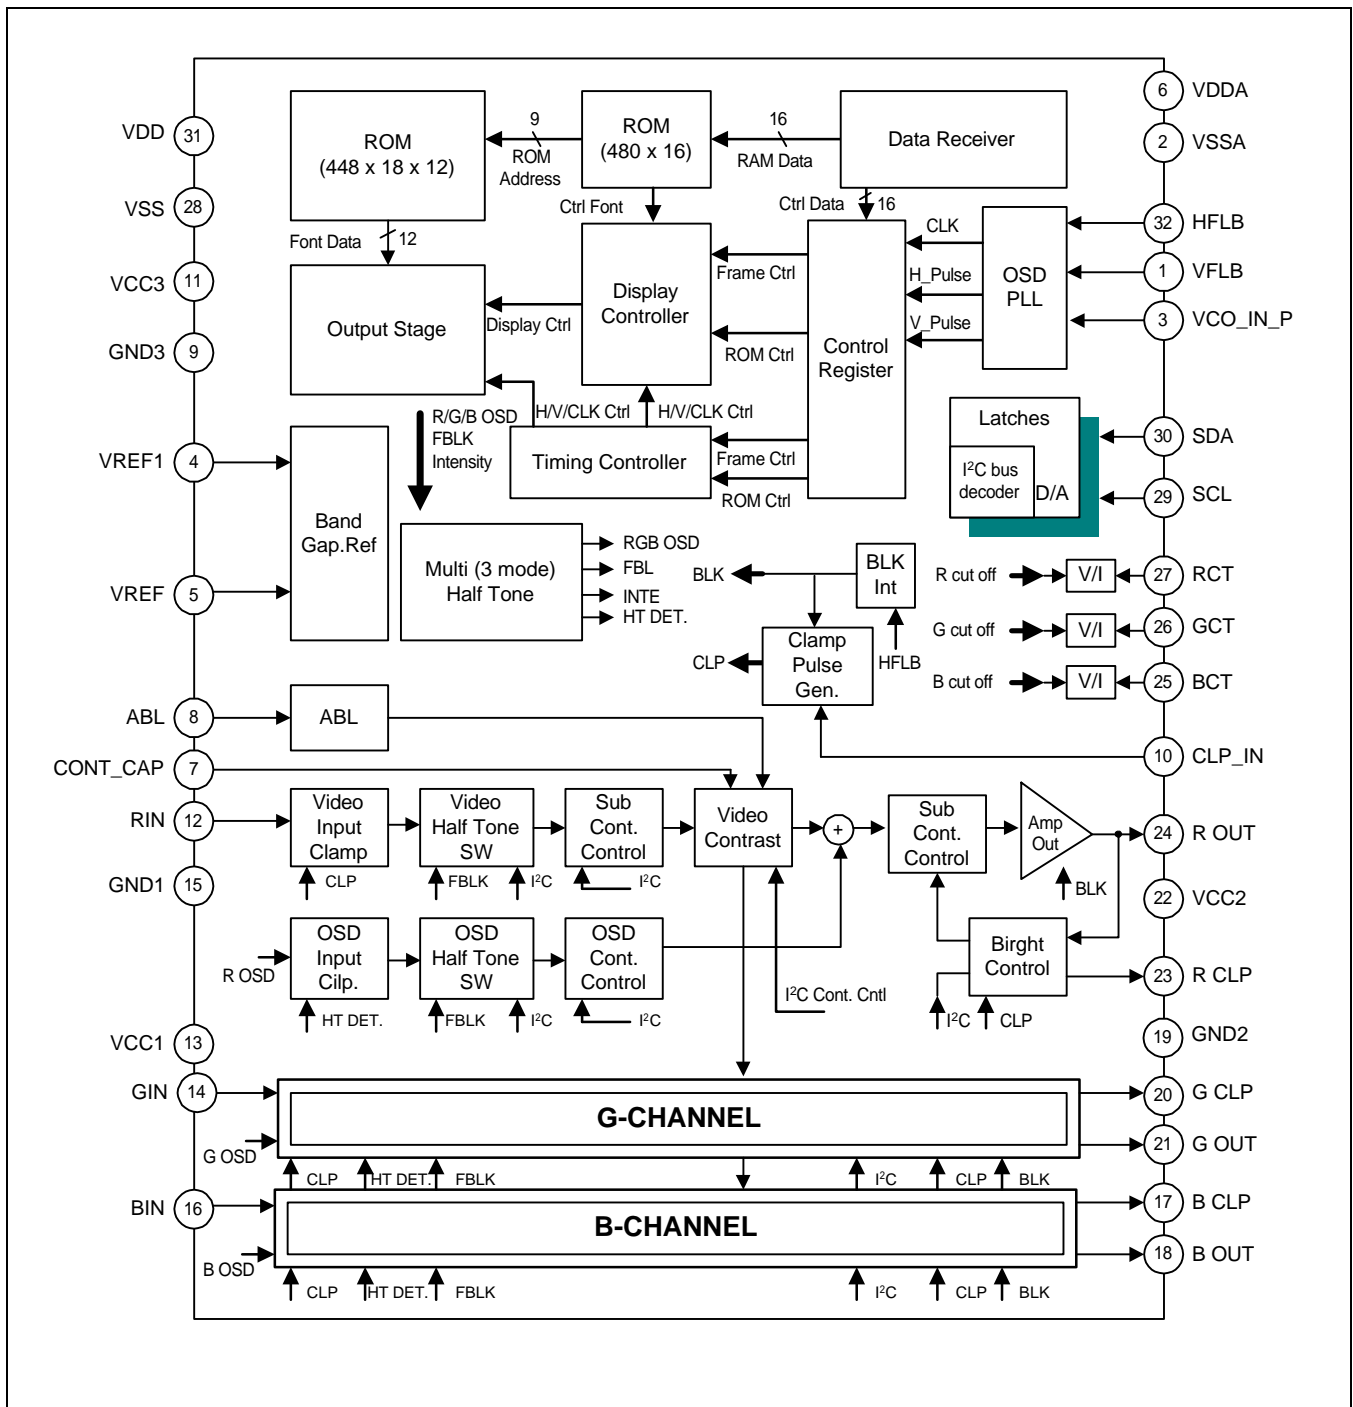 6 VDDA
VDD 31
ROM
(448 x 18 x 12)
9
ROM
Address
ROM
(480 x 16)
16
RAM Data
Data Receiver
2 VSSA
VSS 28
Font Data
12
Ctrl Font
Ctrl Data
16
CLK
H_Pulse
V_Pulse
OSD
PLL
32 HFLB
1 VFLB
3 VCO_IN_P
VCC3 11
GND3 9
Output Stage
Display Ctrl
Display
Controller
Frame Ctrl
ROM Ctrl
Control
Register
R/G/B OSD
FBLK
Intensity
H/V/CLK Ctrl
H/V/CLK Ctrl
Timing Controller
Frame Ctrl
ROM Ctrl
Latches
I²C bus
decoder
D/A
30 SDA
29 SCL
VREF1 4
Band
Gap.Ref
VREF 5
Multi (3 mode)
Half Tone
RGB OSD
FBL
INTE
HT DET.
BLK
BLK
Int
HFLB
CLP
Clamp
Pulse
Gen.
R cut off
V/I
27 RCT
G cut off
V/I
26 GCT
B cut off
V/I
25 BCT
ABL 8
ABL
CONT_CAP 7
10 CLP_IN
RIN 12
Video
Input
Clamp
CLP
Video
Half Tone
SW
FBLK
I²C
Sub
Cont.
Control
I²C
Video
Contrast
+
Sub
Cont.
Control
Amp
Out
BLK
24 R OUT
GND1 15
22 VCC2
R OSD
OSD
Input
Cilp.
HT DET.
OSD
Half Tone
SW
FBLK
I²C
OSD
Cont.
Control
I²C
I²C Cont. Cntl
Birght
Control
I²C
CLP
23 R CLP
VCC1 13
19 GND2
GIN 14
G-CHANNEL
20 G CLP
G OSD
21 G OUT
CLP
HT DET.
FBLK
I²C
CLP
BLK
BIN 16
B-CHANNEL
17 B CLP
B OSD
18 B OUT
CLP
HT DET.
FBLK
I²C
CLP
BLK